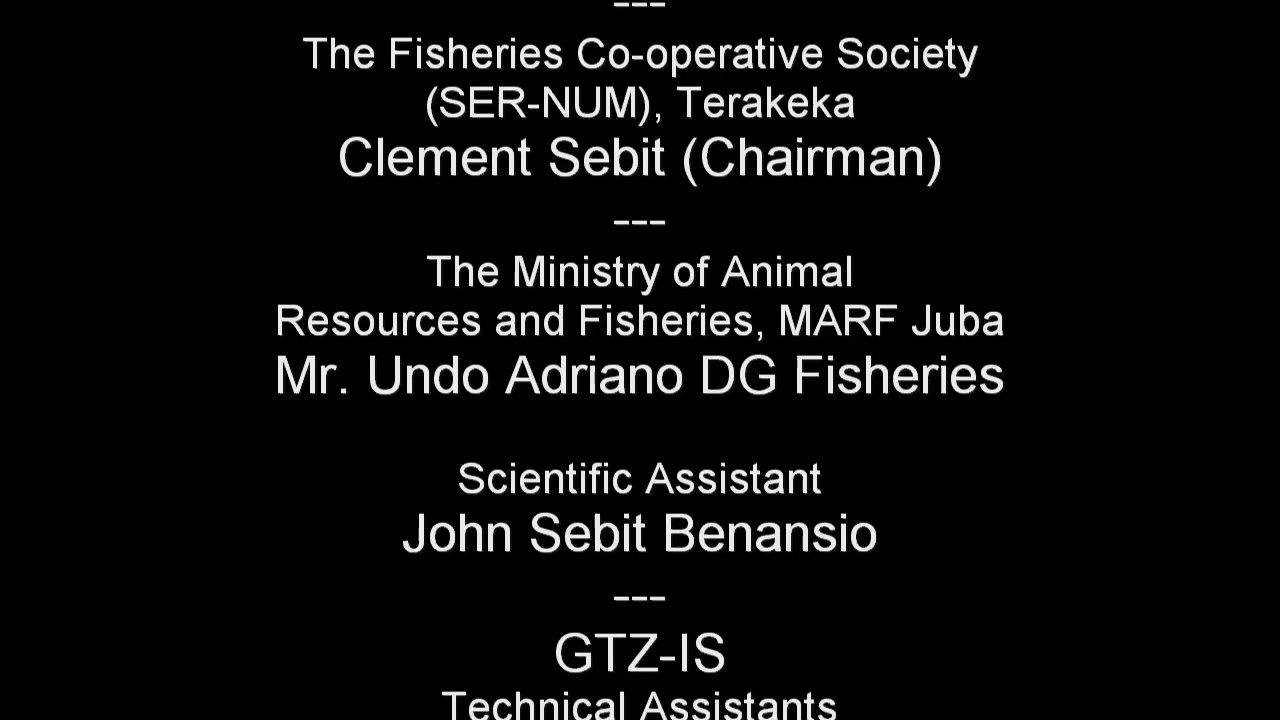 ---
The Fisheries Co-operative Society
(SER-NUM), Terakeka
Clement Sebit (Chairman)
---
The Ministry of Animal
Resources and Fisheries, MARF Juba
Mr. Undo Adriano DG Fisheries
Scientific Assistant
John Sebit Benansio
---
GTZ-IS
Technical Assistants